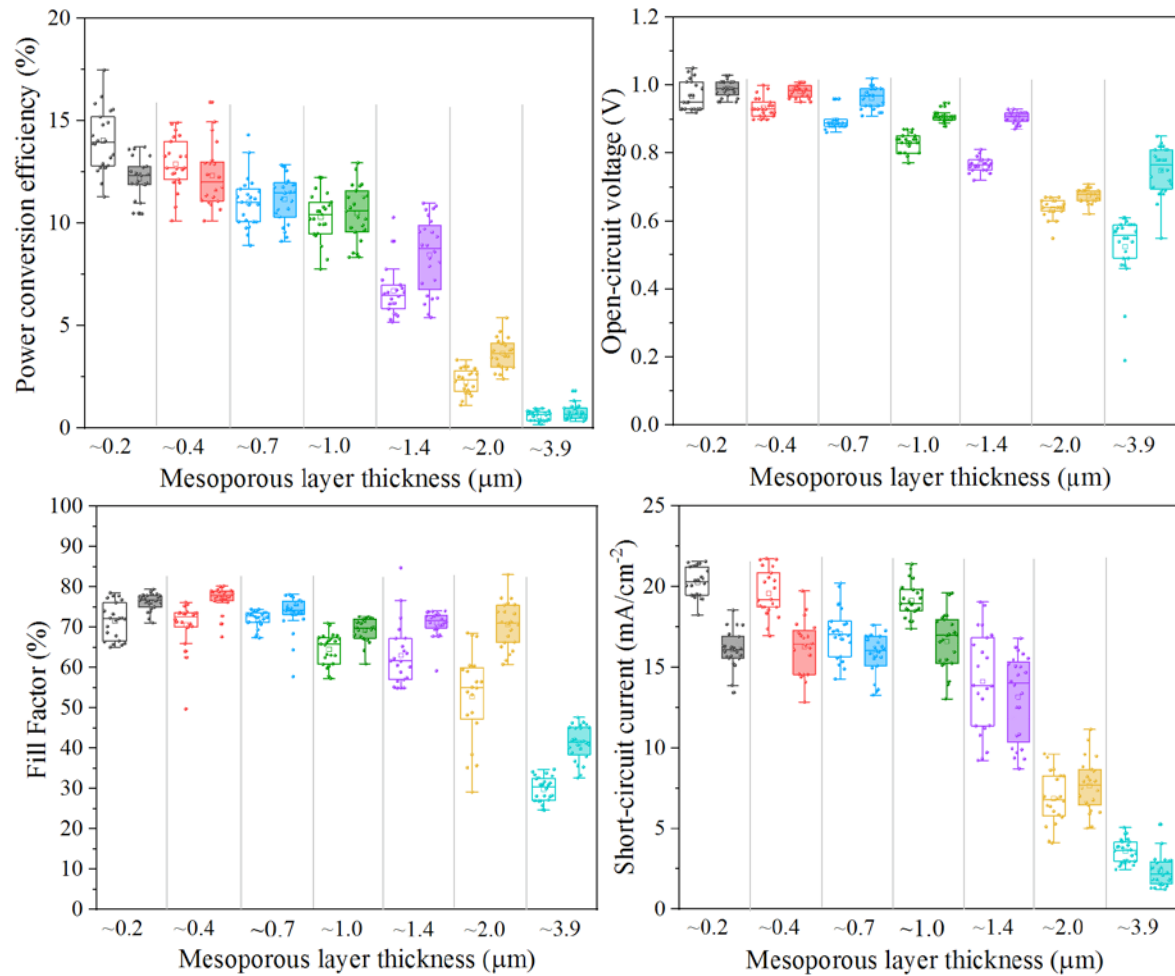 Power conversion efficiency (%)
20
15
10
5
0
~0.2 ~0.4 ~0.7 ~1.0 ~1.4 ~2.0 ~3.9
Mesoporous layer thickness (µm)
Open-circuit voltage (V)
1.2
1.0
0.8
0.6
0.4
0.2
0.0
~0.2 ~0.4 ~0.7 ~1.0 ~1.4 ~2.0 ~3.9
Mesoporous layer thickness (µm)
Fill Factor (%)
100
90
80
70
60
50
40
30
20
10
0
~0.2 ~0.4 ~0.7 ~1.0 ~1.4 ~2.0 ~3.9
Mesoporous layer thickness (µm)
Short-circuit current (mA/cm⁻²)
25
20
15
10
5
0
~0.2 ~0.4 ~0.7 ~1.0 ~1.4 ~2.0 ~3.9
Mesoporous layer thickness (µm)